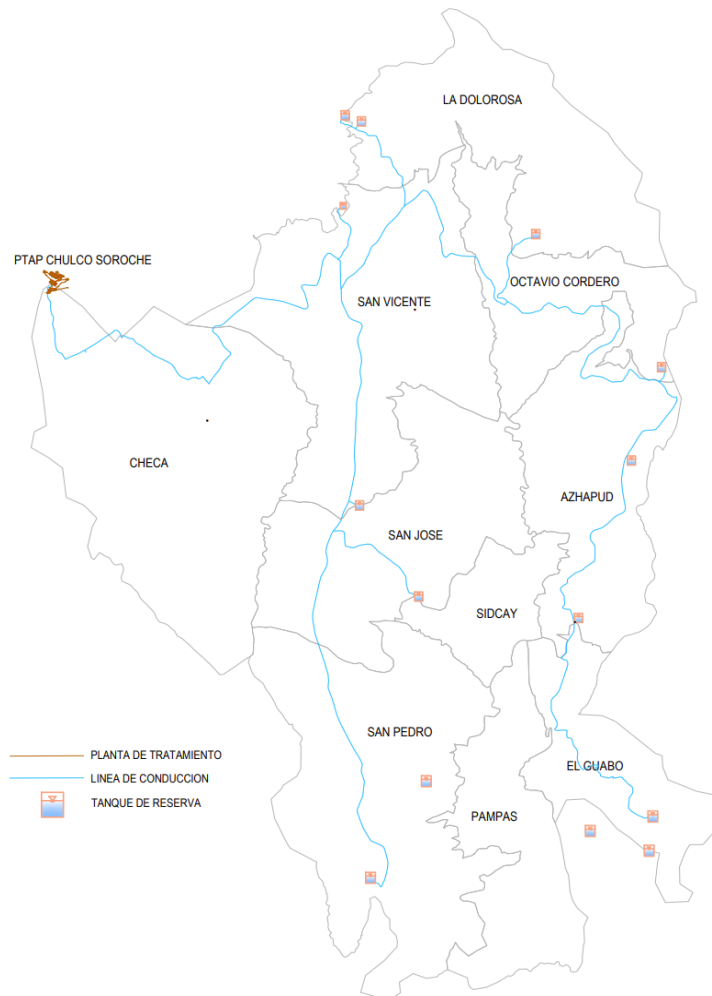 LA DOLOROSA
PTAP CHULCO SOROCHE
OCTAVIO CORDERO
SAN VICENTE
CHECA
AZHAPUD
SAN JOSE
SIDCAY
SAN PEDRO
PLANTA DE TRATAMIENTO
EL GUABO
LINEA DE CONDUCCION
TANQUE DE RESERVA
PAMPAS